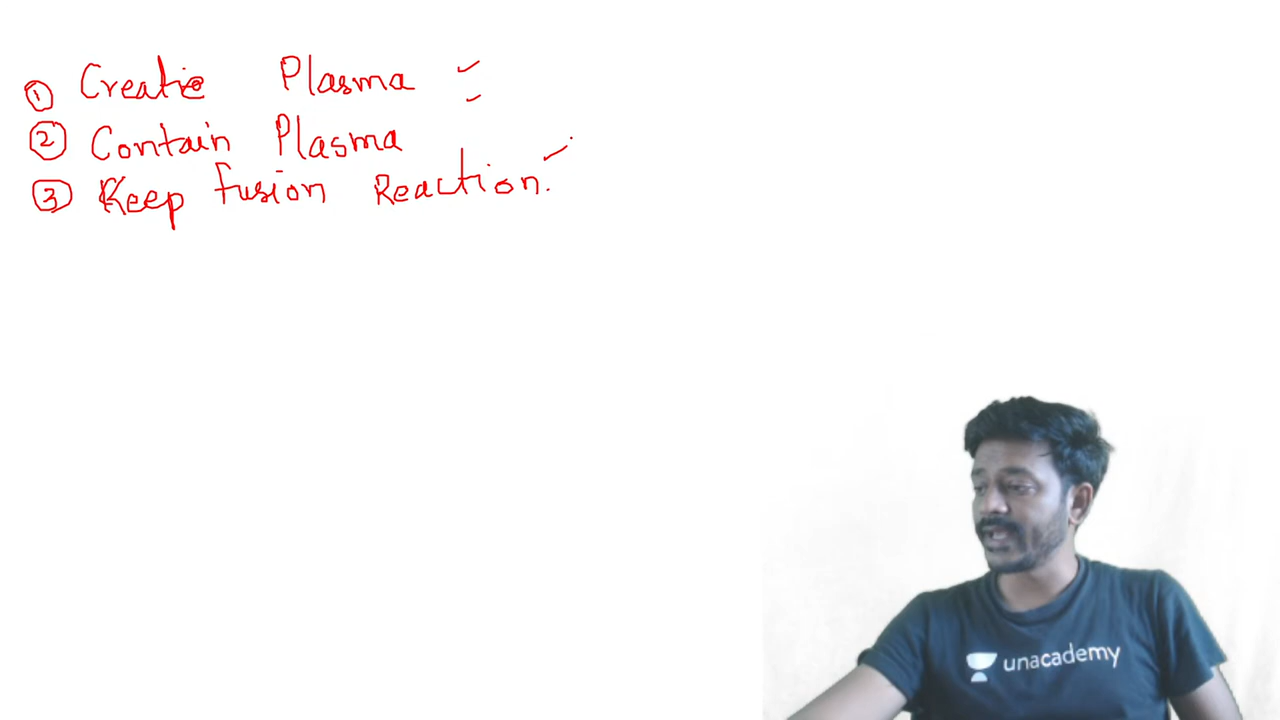 ① Create Plasma
② Contain Plasma
③ Keep fusion Reaction.
unacademy